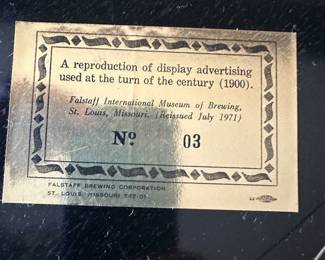 A reproduction of display advertising
used at the turn of the century (1900).
Falstaff International Museum of Brewing,
St. Louis, Missouri. (Reissued July 1971)
Nº 03
FALSTAFF BREWING CORPORATION
ST. LOUIS, MISSOURI